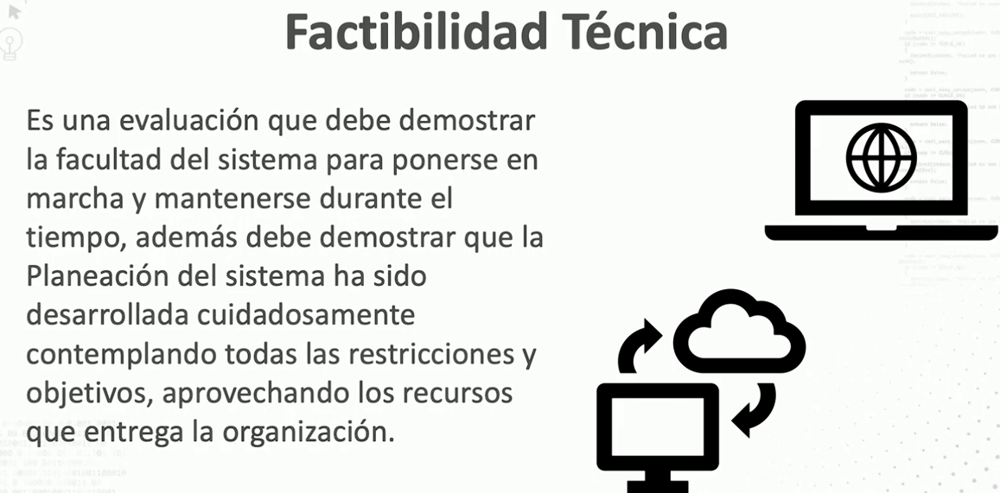 Factibilidad Técnica
Es una evaluación que debe demostrar
la facultad del sistema para ponerse en
marcha y mantenerse durante el
tiempo, además debe demostrar que la
Planeación del sistema ha sido
desarrollada cuidadosamente
contemplando todas las restricciones y
objetivos, aprovechando los recursos
que entrega la organización.